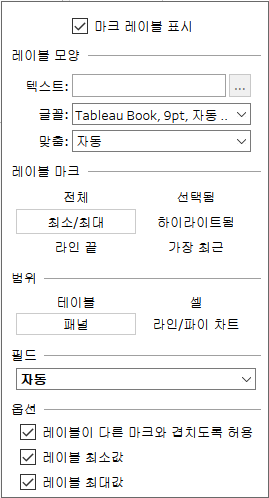 마크 레이블 표시
레이블 모양
텍스트: ...
글꼴: Tableau Book, 9pt, 자동 ..
맞춤: 자동
레이블 마크
전체 선택됨
최소/최대 하이라이트됨
라인 끝 가장 최근
범위
테이블 셀
패널 라인/파이 차트
필드
자동
옵션
레이블이 다른 마크와 겹치도록 허용
레이블 최소값
레이블 최대값